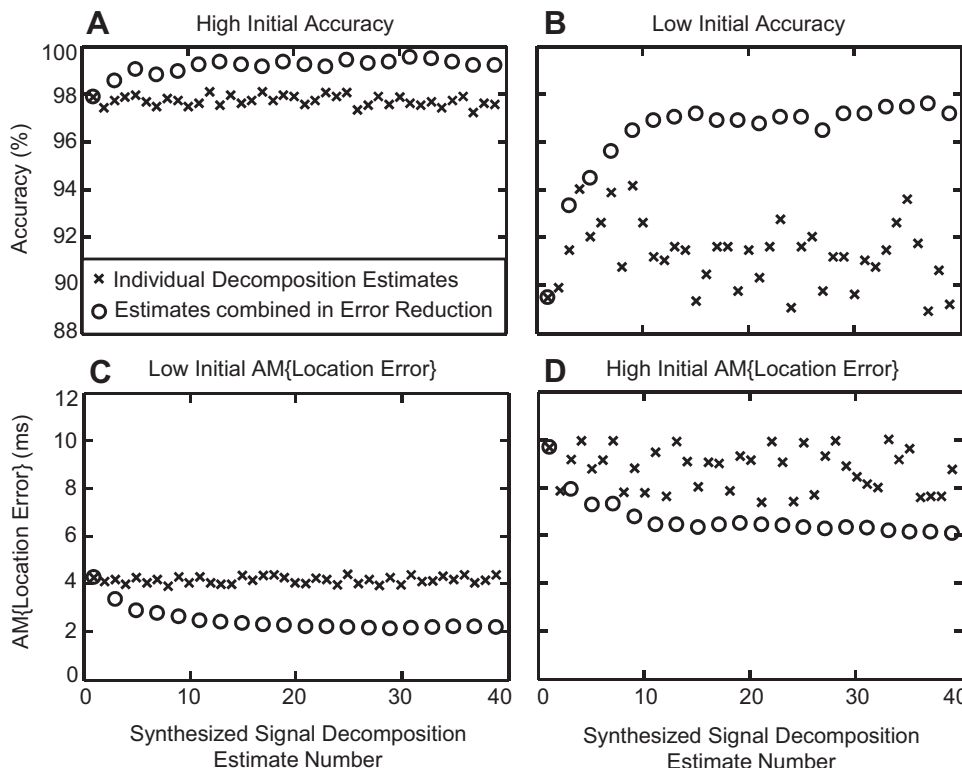 A High Initial Accuracy
B Low Initial Accuracy
Accuracy (%)
100
98
96
94
92
90
88
× Individual Decomposition Estimates
O Estimates combined in Error Reduction
C Low Initial AM{Location Error}
D High Initial AM{Location Error}
AM{Location Error} (ms)
12
10
8
6
4
2
0
0 10 20 30 40
0 10 20 30 40
Synthesized Signal Decomposition
Estimate Number
Synthesized Signal Decomposition
Estimate Number